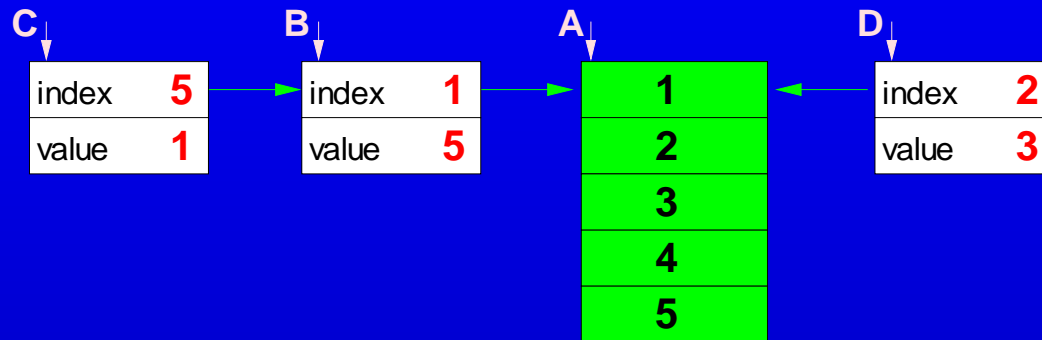 C B A D
index 5 index 1 1 index 2
value 1 value 5 2 value 3
3
4
5